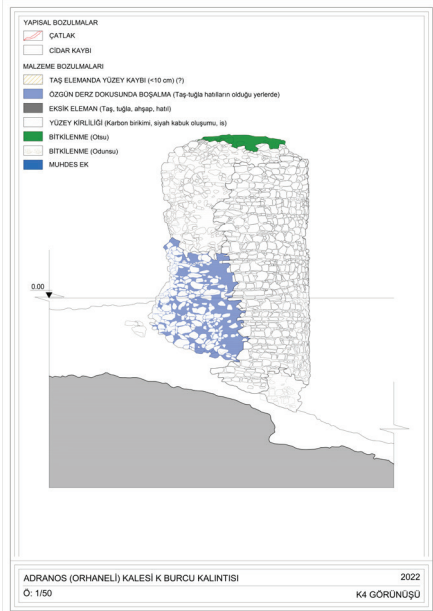 YAPISAL BOZULMALAR
ÇATLAK
CİDAR KAYBI
MALZEME BOZULMALARI
TAŞ ELEMANDA YÜZEY KAYBI (<10 cm) (?)
ÖZGÜN DERZ DOKUSUNDA BOŞALMA (Taş-tuğla hatılların olduğu yerlerde)
EKSİK ELEMAN (Taş, tuğla, ahşap, hatıl)
YÜZEY KİRLİLİĞİ (Karbon birikimi, siyah kabuk oluşumu, is)
BİTKİLENME (Otsu)
BİTKİLENME (Odunsu)
MUHDES EK
0.00
ADRANOS (ORHANELİ) KALESİ K BURCU KALINTISI
2022
Ö: 1/50
K4 GÖRÜNÜŞÜ